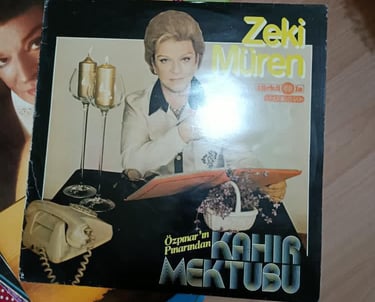 Zeki
Müren
Özpınar'ın
Pınarından
KAHIR
MEKTUBU